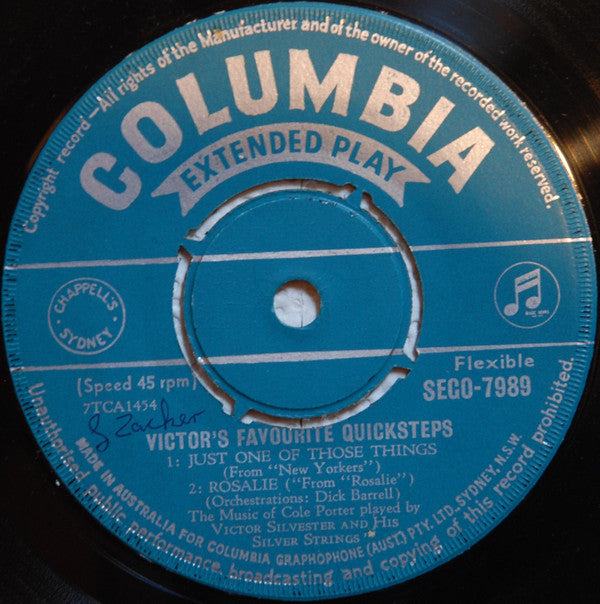 Copyright record—All rights of the Manufacturer and of the owner of the recorded work reserved.
COLUMBIA
EXTENDED PLAY
CHAPPELL'S
SYDNEY
Flexible
(Speed 45 rpm)
SEGO-7989
7TCA1454
VICTOR'S FAVOURITE QUICKSTEPS
1: JUST ONE OF THOSE THINGS
(From "New Yorkers")
2: ROSALIE ("From "Rosalie")
(Orchestrations: Dick Barrell)
The Music of Cole Porter played by
VICTOR SILVESTER AND HIS
SILVER STRINGS
MADE IN AUSTRALIA FOR COLUMBIA GRAPHOPHONE (AUST.) PTY. LTD., SYDNEY, N.S.W.
Unauthorised public performance, broadcasting and copying of this record prohibited.